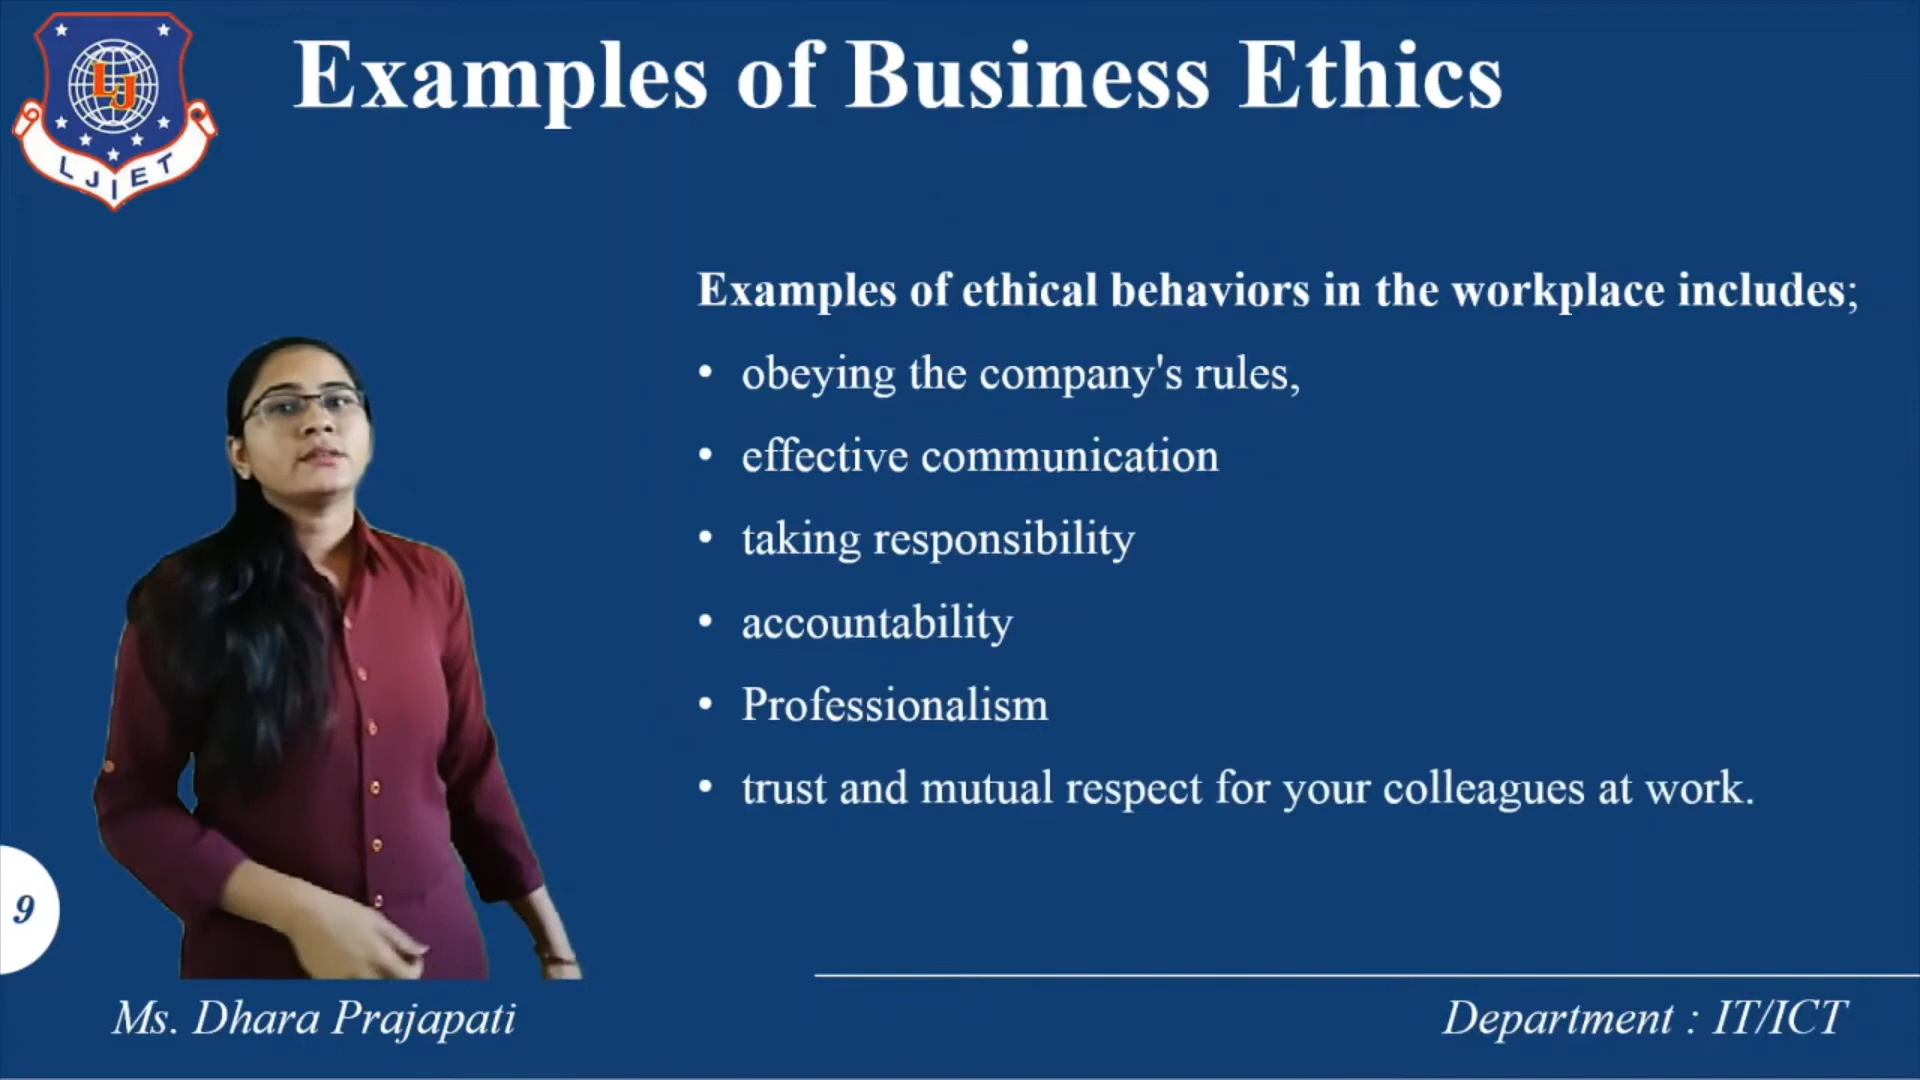 LJ
LJIET
Examples of Business Ethics
Examples of ethical behaviors in the workplace includes;
• obeying the company's rules,
• effective communication
• taking responsibility
• accountability
• Professionalism
• trust and mutual respect for your colleagues at work.
9
Ms. Dhara Prajapati
Department : IT/ICT